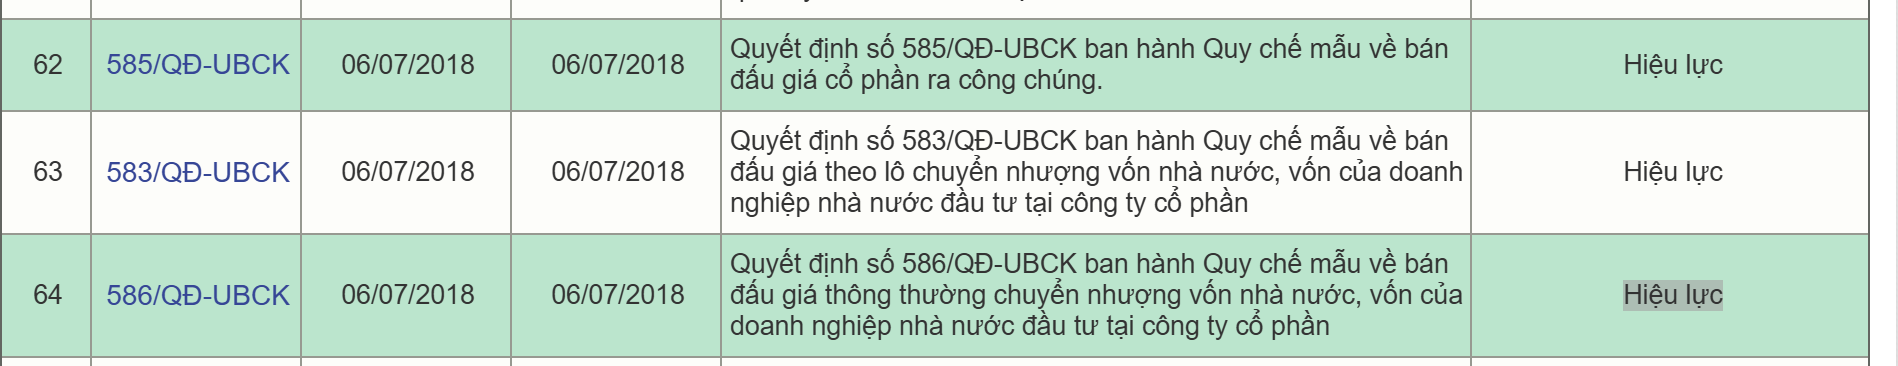 62
585/QĐ-UBCK
06/07/2018
06/07/2018
Quyết định số 585/QĐ-UBCK ban hành Quy chế mẫu về bán
đấu giá cổ phần ra công chúng.
Hiệu lực
63
583/QĐ-UBCK
06/07/2018
06/07/2018
Quyết định số 583/QĐ-UBCK ban hành Quy chế mẫu về bán
đấu giá theo lô chuyển nhượng vốn nhà nước, vốn của doanh
nghiệp nhà nước đầu tư tại công ty cổ phần
Hiệu lực
64
586/QĐ-UBCK
06/07/2018
06/07/2018
Quyết định số 586/QĐ-UBCK ban hành Quy chế mẫu về bán
đấu giá thông thường chuyển nhượng vốn nhà nước, vốn của
doanh nghiệp nhà nước đầu tư tại công ty cổ phần
Hiệu lực